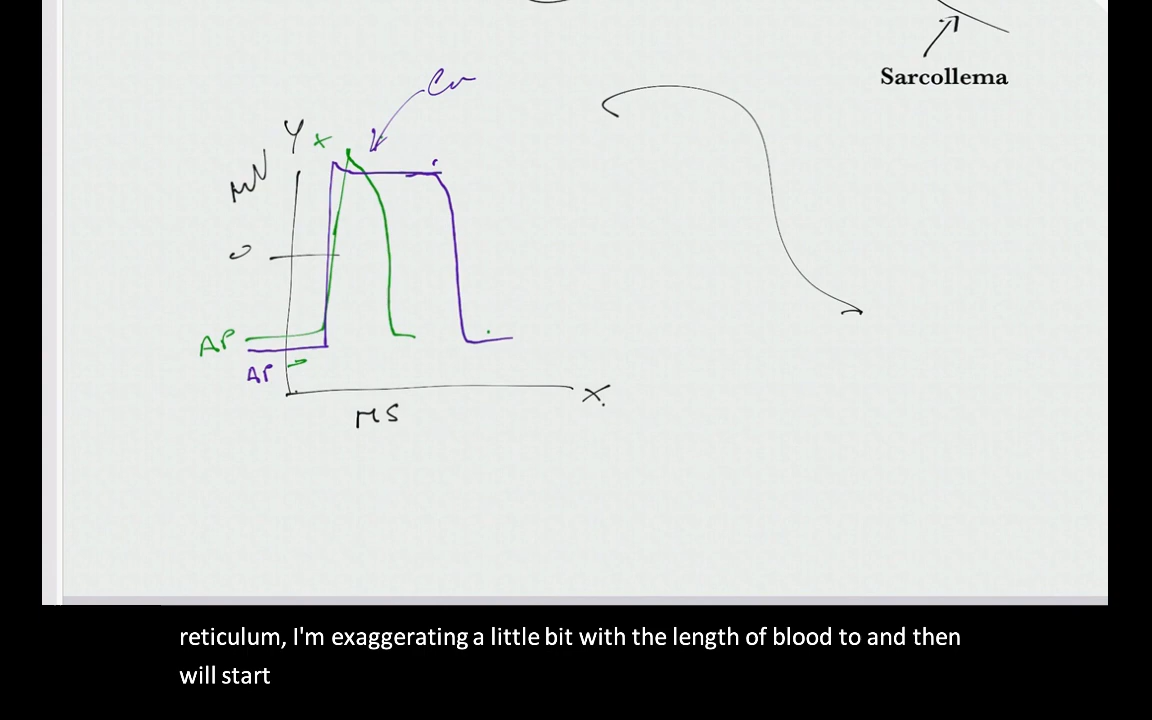 Sarcollema
Y +
mV
0
AP
AP -
MS
X
reticulum, I'm exaggerating a little bit with the length of blood to and then
will start